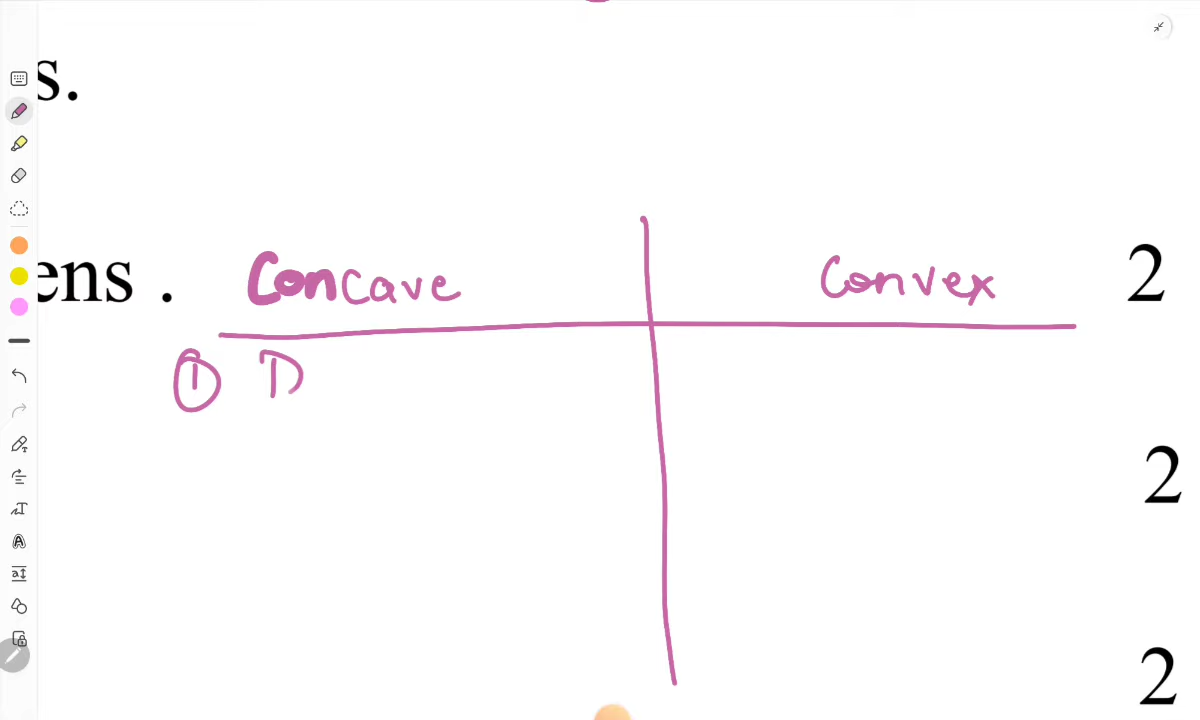 s.
ens . Concave Convex 2
① D
2
2